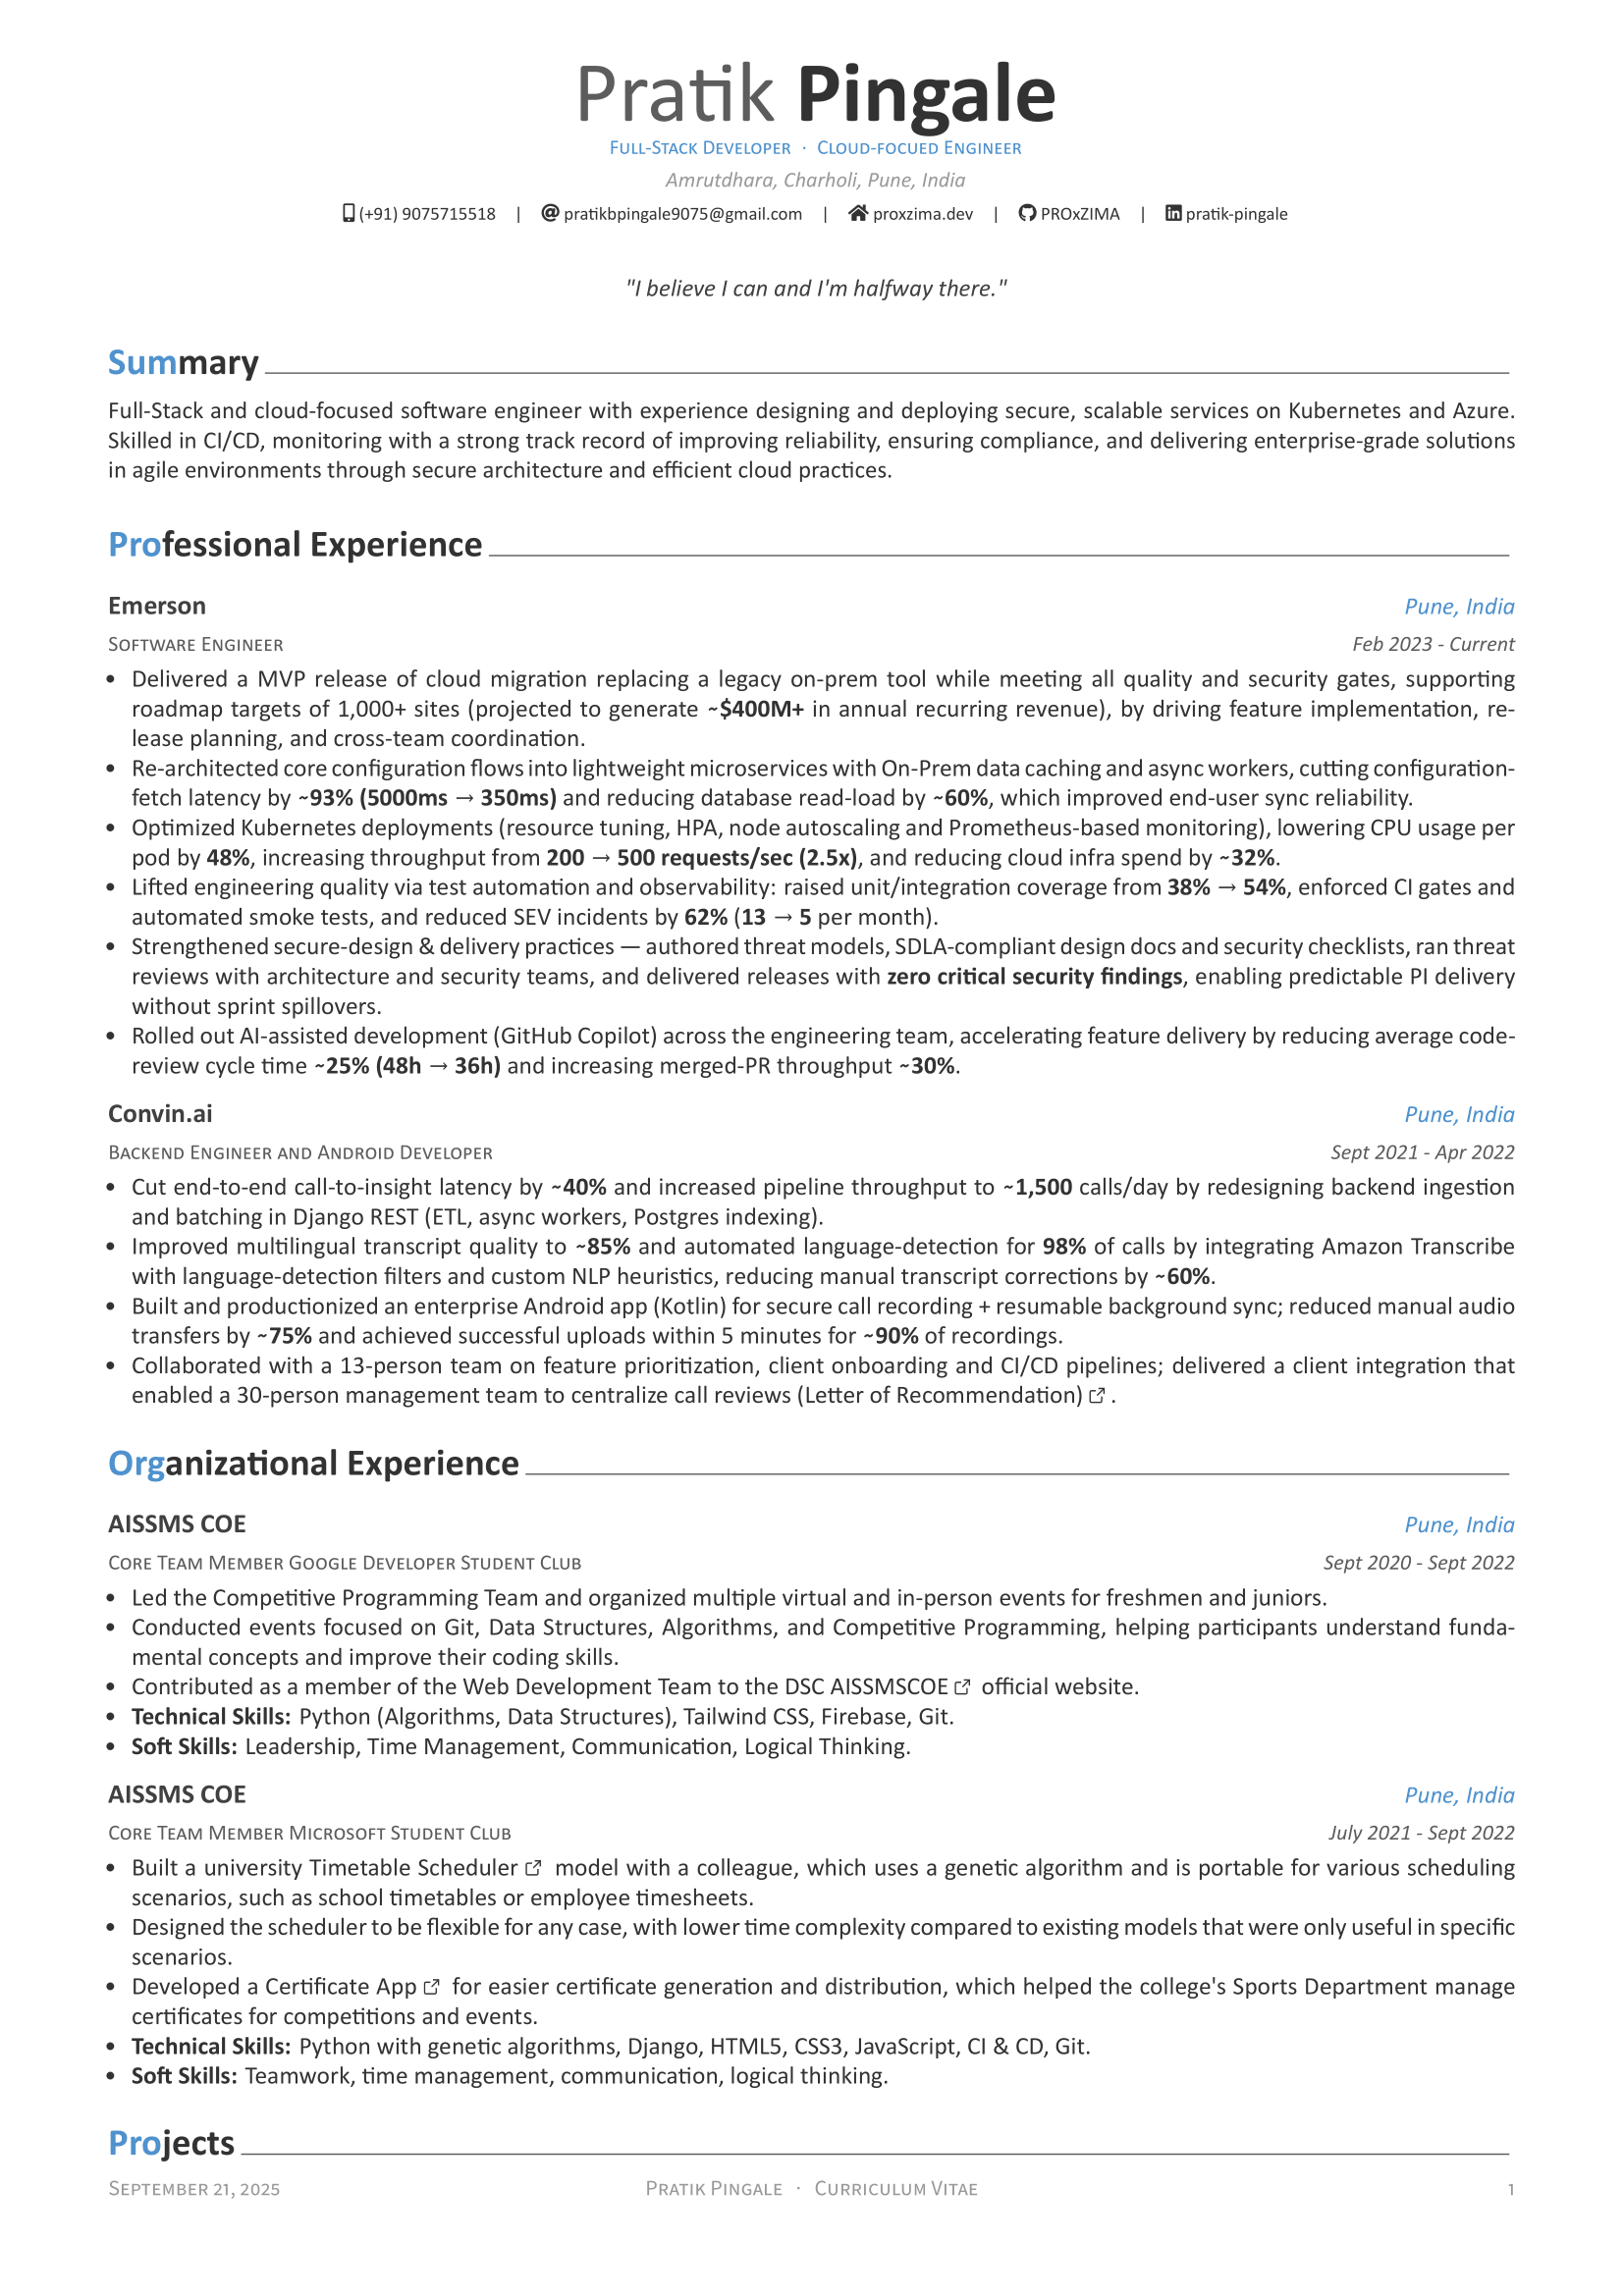 Pratik Pingale
Full-Stack Developer · Cloud-focued Engineer
Amrutdhara, Charholi, Pune, India
(+91) 9075715518 | pratikbpingale9075@gmail.com | proxzima.dev | PROxZIMA | pratik-pingale
"I believe I can and I'm halfway there."
Summary
Full-Stack and cloud-focused software engineer with experience designing and deploying secure, scalable services on Kubernetes and Azure.
Skilled in CI/CD, monitoring with a strong track record of improving reliability, ensuring compliance, and delivering enterprise-grade solutions
in agile environments through secure architecture and efficient cloud practices.
Professional Experience
Emerson Pune, India
Software Engineer Feb 2023 - Current
• Delivered a MVP release of cloud migration replacing a legacy on-prem tool while meeting all quality and security gates, supporting
roadmap targets of 1,000+ sites (projected to generate ~$400M+ in annual recurring revenue), by driving feature implementation, re-
lease planning, and cross-team coordination.
• Re-architected core configuration flows into lightweight microservices with On-Prem data caching and async workers, cutting configuration-
fetch latency by ~93% (5000ms → 350ms) and reducing database read-load by ~60%, which improved end-user sync reliability.
• Optimized Kubernetes deployments (resource tuning, HPA, node autoscaling and Prometheus-based monitoring), lowering CPU usage per
pod by 48%, increasing throughput from 200 → 500 requests/sec (2.5x), and reducing cloud infra spend by ~32%.
• Lifted engineering quality via test automation and observability: raised unit/integration coverage from 38% → 54%, enforced CI gates and
automated smoke tests, and reduced SEV incidents by 62% (13 → 5 per month).
• Strengthened secure-design & delivery practices — authored threat models, SDLA-compliant design docs and security checklists, ran threat
reviews with architecture and security teams, and delivered releases with zero critical security findings, enabling predictable PI delivery
without sprint spillovers.
• Rolled out AI-assisted development (GitHub Copilot) across the engineering team, accelerating feature delivery by reducing average code-
review cycle time ~25% (48h → 36h) and increasing merged-PR throughput ~30%.
Convin.ai Pune, India
Backend Engineer and Android Developer Sept 2021 - Apr 2022
• Cut end-to-end call-to-insight latency by ~40% and increased pipeline throughput to ~1,500 calls/day by redesigning backend ingestion
and batching in Django REST (ETL, async workers, Postgres indexing).
• Improved multilingual transcript quality to ~85% and automated language-detection for 98% of calls by integrating Amazon Transcribe
with language-detection filters and custom NLP heuristics, reducing manual transcript corrections by ~60%.
• Built and productionized an enterprise Android app (Kotlin) for secure call recording + resumable background sync; reduced manual audio
transfers by ~75% and achieved successful uploads within 5 minutes for ~90% of recordings.
• Collaborated with a 13-person team on feature prioritization, client onboarding and CI/CD pipelines; delivered a client integration that
enabled a 30-person management team to centralize call reviews (Letter of Recommendation) .
Organizational Experience
AISSMS COE Pune, India
Core Team Member Google Developer Student Club Sept 2020 - Sept 2022
• Led the Competitive Programming Team and organized multiple virtual and in-person events for freshmen and juniors.
• Conducted events focused on Git, Data Structures, Algorithms, and Competitive Programming, helping participants understand funda-
mental concepts and improve their coding skills.
• Contributed as a member of the Web Development Team to the DSC AISSMSCOE official website.
• Technical Skills: Python (Algorithms, Data Structures), Tailwind CSS, Firebase, Git.
• Soft Skills: Leadership, Time Management, Communication, Logical Thinking.
AISSMS COE Pune, India
Core Team Member Microsoft Student Club July 2021 - Sept 2022
• Built a university Timetable Scheduler model with a colleague, which uses a genetic algorithm and is portable for various scheduling
scenarios, such as school timetables or employee timesheets.
• Designed the scheduler to be flexible for any case, with lower time complexity compared to existing models that were only useful in specific
scenarios.
• Developed a Certificate App for easier certificate generation and distribution, which helped the college's Sports Department manage
certificates for competitions and events.
• Technical Skills: Python with genetic algorithms, Django, HTML5, CSS3, JavaScript, CI & CD, Git.
• Soft Skills: Teamwork, time management, communication, logical thinking.
Projects
September 21, 2025 Pratik Pingale · Curriculum Vitae 1